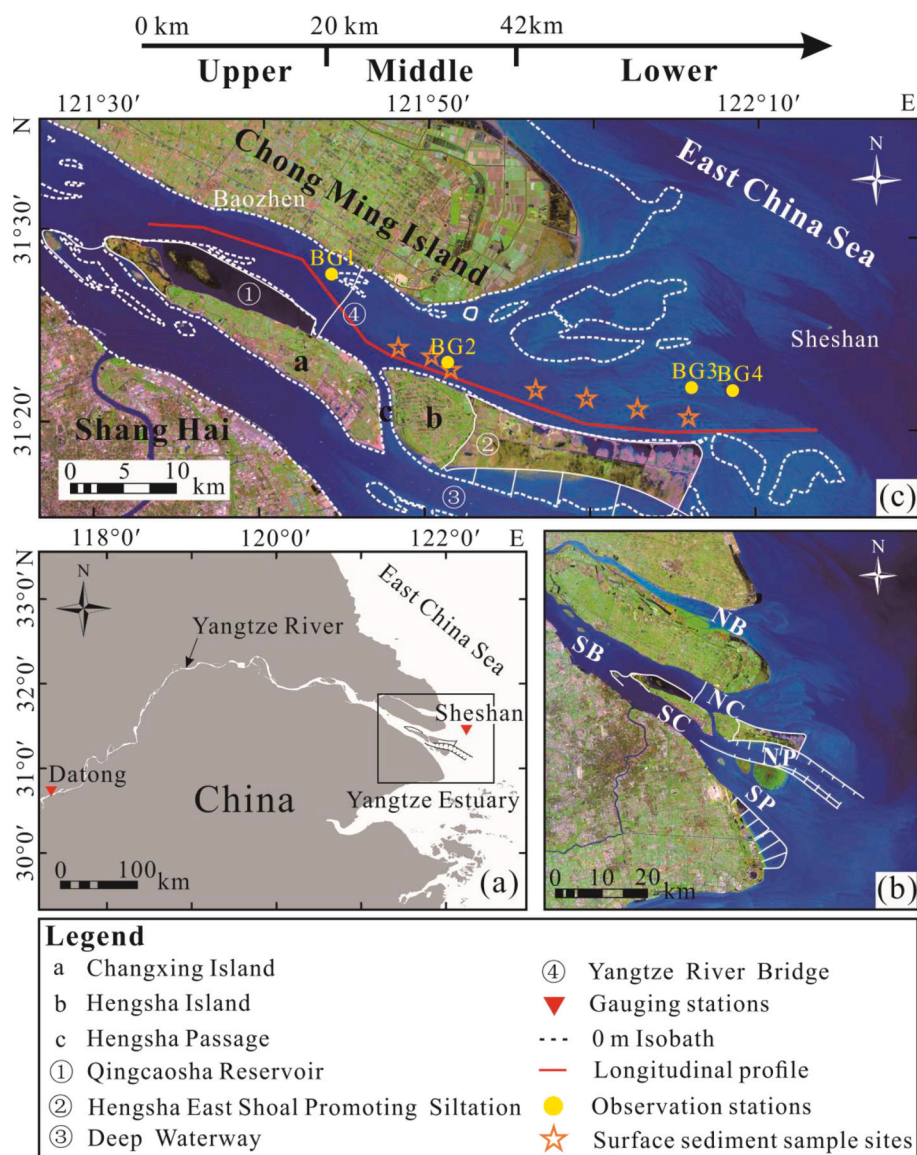 0 km 20 km 42km
Upper Middle Lower
121°30' 121°50' 122°10' E
N
31°30'
31°20'
Chong Ming Island
Baozhen
East China Sea
N
BG1
①
④
Sheshan
BG2
BG3 BG4
a
c
b
②
③
Shang Hai
0 5 10
km
(c)
118°0' 120°0' 122°0' E
33°0'N
32°0'
31°0'
30°0'
N
East China Sea
Yangtze River
Sheshan
Datong
China
Yangtze Estuary
0 100
km
(a)
N
NB
SB
NC
SC
NP
SP
0 10 20
km
(b)
Legend
a Changxing Island
b Hengsha Island
c Hengsha Passage
① Qingcaosha Reservoir
② Hengsha East Shoal Promoting Siltation
③ Deep Waterway
④ Yangtze River Bridge
Gauging stations
0 m Isobath
Longitudinal profile
Observation stations
Surface sediment sample sites